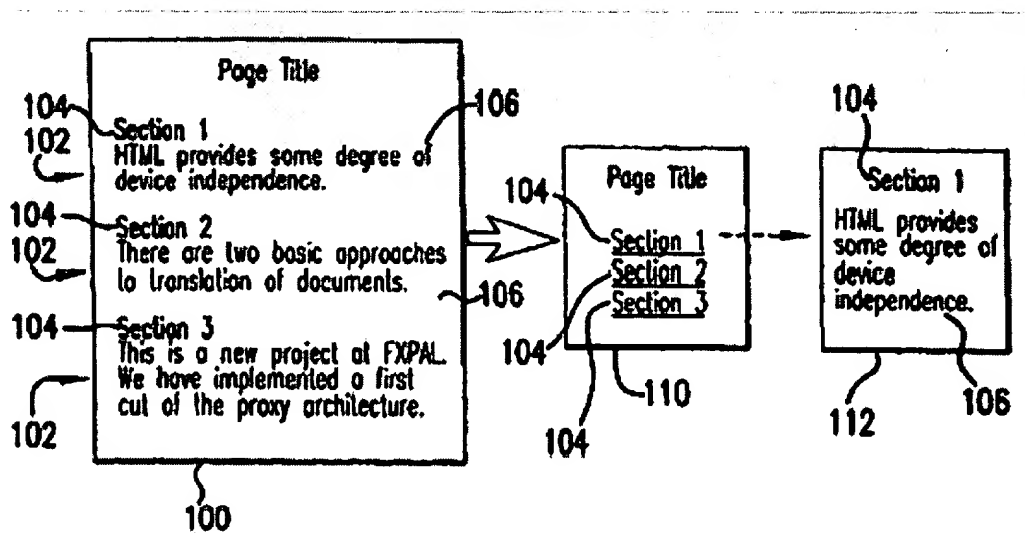 Page Title
104
Section 1
106
102
HTML provides some degree of
device independence.
104
Section 2
102
There are two basic approaches
to translation of documents.
106
104
Section 3
This is a new project at FXPAL.
We have implemented a first
cut of the proxy architecture.
102
100
Page Title
104
Section 1
Section 2
Section 3
104
104
110
104
Section 1
HTML provides
some degree of
device
independence.
106
112